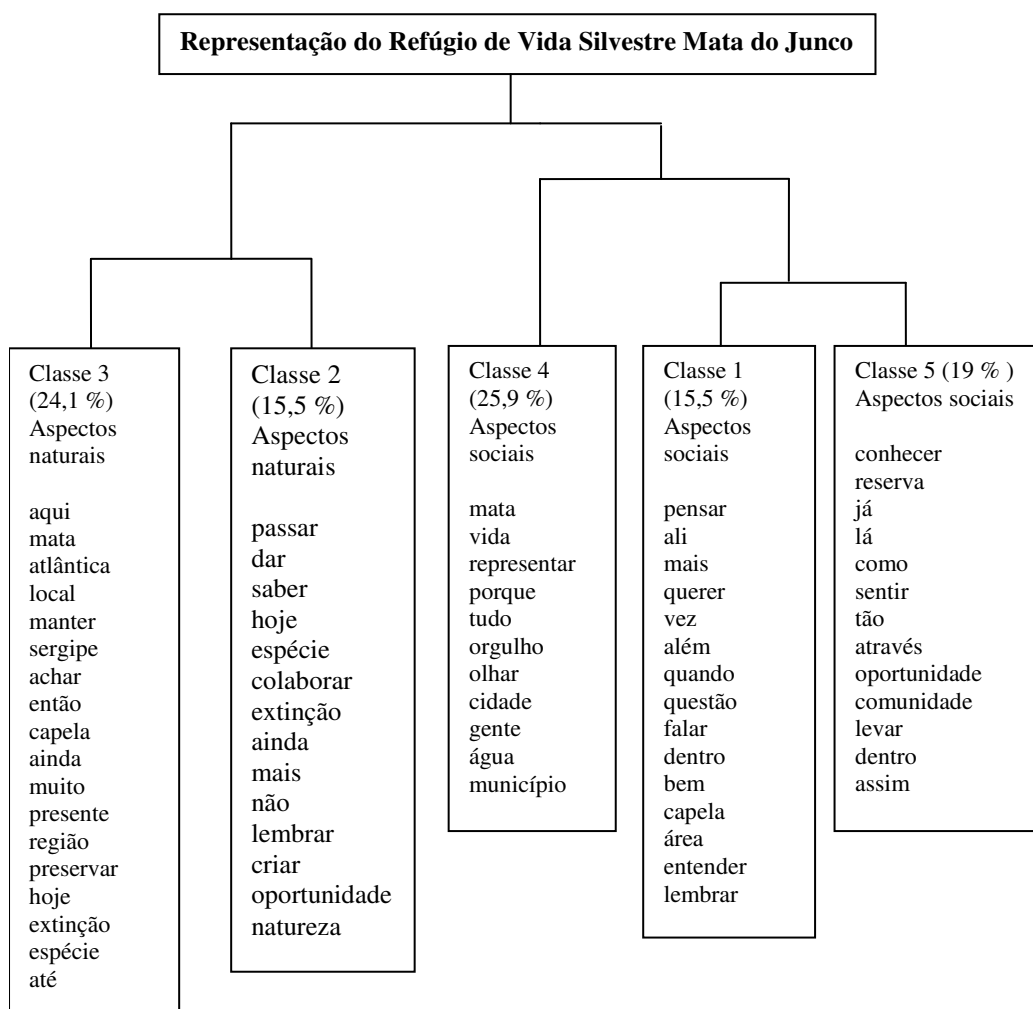 Representação do Refúgio de Vida Silvestre Mata do Junco
Classe 3
(24,1 %)
Aspectos
naturais
aqui
mata
atlântica
local
manter
sergipe
achar
então
capela
ainda
muito
presente
região
preservar
hoje
extinção
espécie
até
Classe 2
(15,5 %)
Aspectos
naturais
passar
dar
saber
hoje
espécie
colaborar
extinção
ainda
mais
não
lembrar
criar
oportunidade
natureza
Classe 4
(25,9 %)
Aspectos
sociais
mata
vida
representar
porque
tudo
orgulho
olhar
cidade
gente
água
município
Classe 1
(15,5 %)
Aspectos
sociais
pensar
ali
mais
querer
vez
além
quando
questão
falar
dentro
bem
capela
área
entender
lembrar
Classe 5 (19 % )
Aspectos sociais
conhecer
reserva
já
lá
como
sentir
tão
através
oportunidade
comunidade
levar
dentro
assim